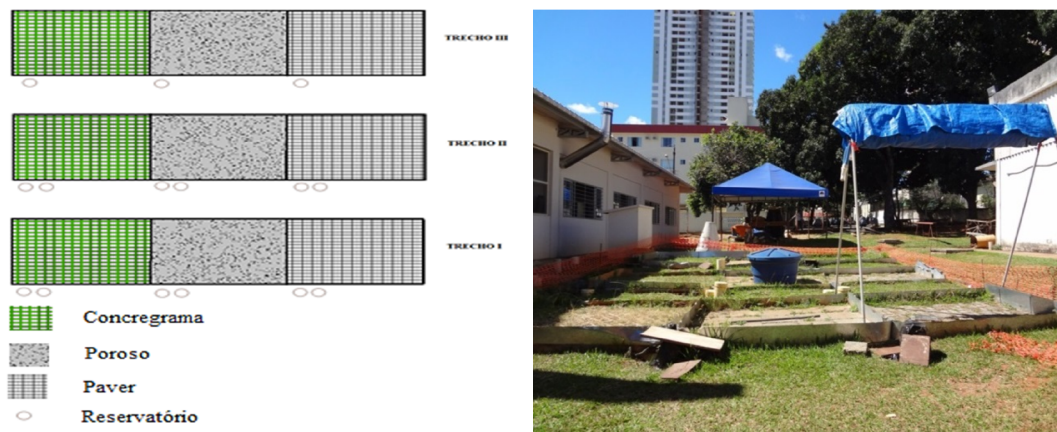 TRECHO III
TRECHO II
TRECHO I
Concregrama
Poroso
Paver
Reservatório